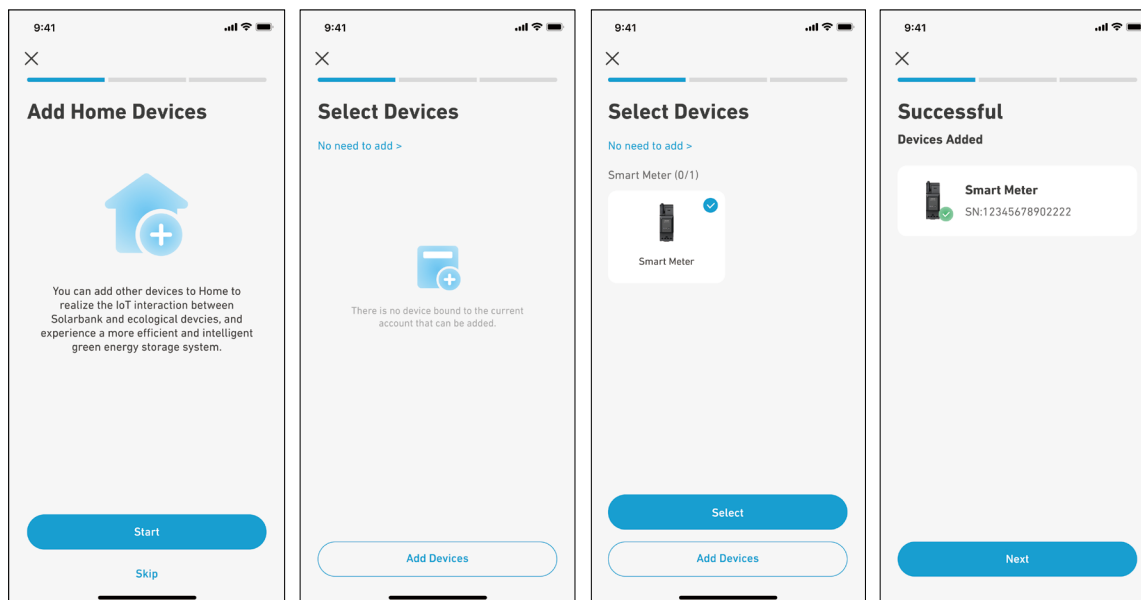 9:41
Add Home Devices
You can add other devices to Home to
realize the IoT interaction between
Solarbank and ecological devcies, and
experience a more efficient and intelligent
green energy storage system.
Start
Skip
9:41
Select Devices
No need to add >
There is no device bound to the current
account that can be added.
Add Devices
9:41
Select Devices
No need to add >
Smart Meter (0/1)
Smart Meter
Select
Add Devices
9:41
Successful
Devices Added
Smart Meter
SN:12345678902222
Next